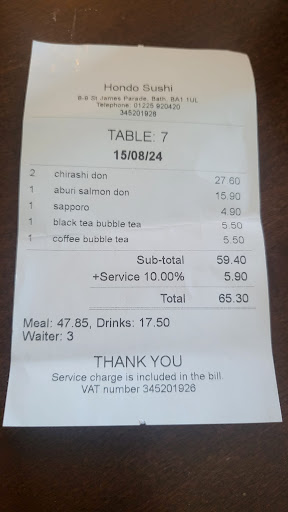 Hondo Sushi
8-9 St James Parade, Bath, BA1 1UL
Telephone: 01225 920420
345201926
TABLE: 7
15/08/24
2 chirashi don 27.60
1 aburi salmon don 15.90
1 sapporo 4.90
1 black tea bubble tea 5.50
1 coffee bubble tea 5.50
Sub-total 59.40
+Service 10.00% 5.90
Total 65.30
Meal: 47.85, Drinks: 17.50
Waiter: 3
THANK YOU
Service charge is included in the bill.
VAT number 345201926